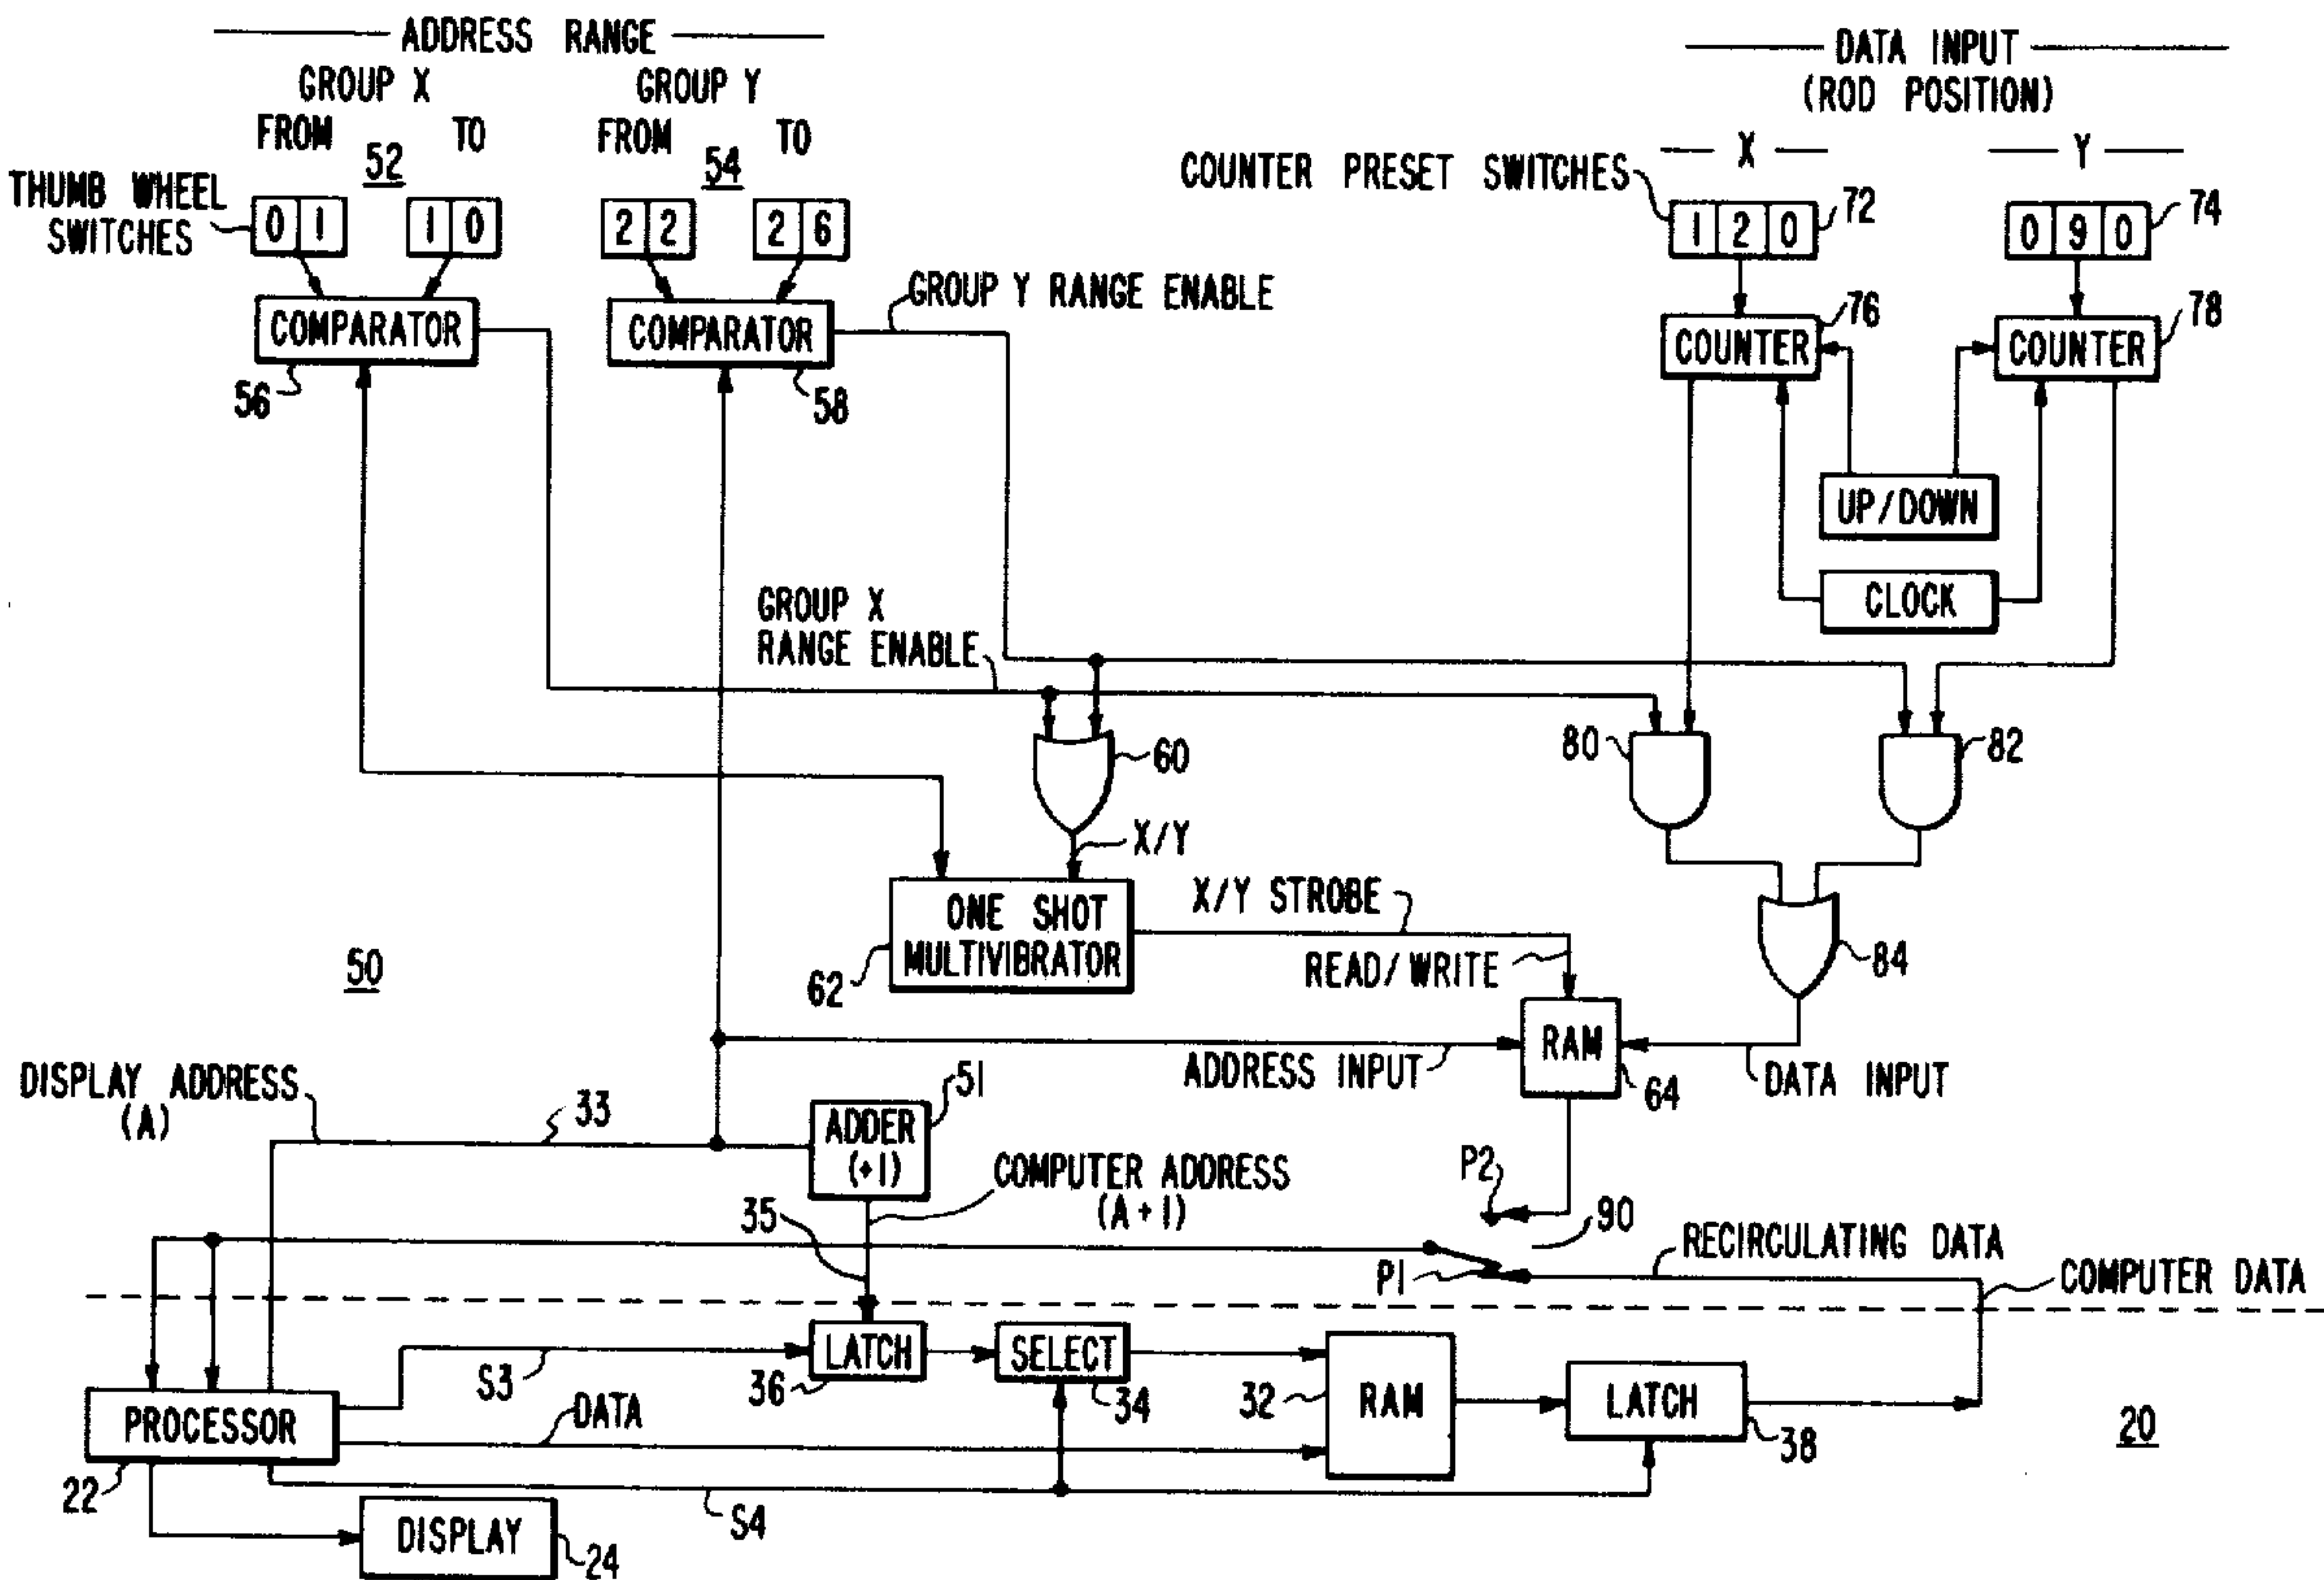 ADDRESS RANGE
GROUP X
GROUP Y
FROM
52
TO
FROM
54
TO
THUMB WHEEL
SWITCHES
0 1
1 0
2 2
2 6
COMPARATOR
56
COMPARATOR
58
GROUP Y RANGE ENABLE
DATA INPUT
(ROD POSITION)
X
Y
COUNTER PRESET SWITCHES
1 2 0
72
0 9 0
74
COUNTER
76
COUNTER
78
UP/DOWN
CLOCK
GROUP X
RANGE ENABLE
60
X/Y
80
82
84
ONE SHOT
MULTIVIBRATOR
62
X/Y STROBE
READ/WRITE
50
RAM
64
ADDRESS INPUT
DATA INPUT
DISPLAY ADDRESS
(A)
33
ADDER
(+1)
51
COMPUTER ADDRESS
(A+1)
35
P2
90
P1
RECIRCULATING DATA
COMPUTER DATA
LATCH
36
SELECT
34
S3
PROCESSOR
22
DATA
RAM
32
LATCH
38
20
S4
DISPLAY
24